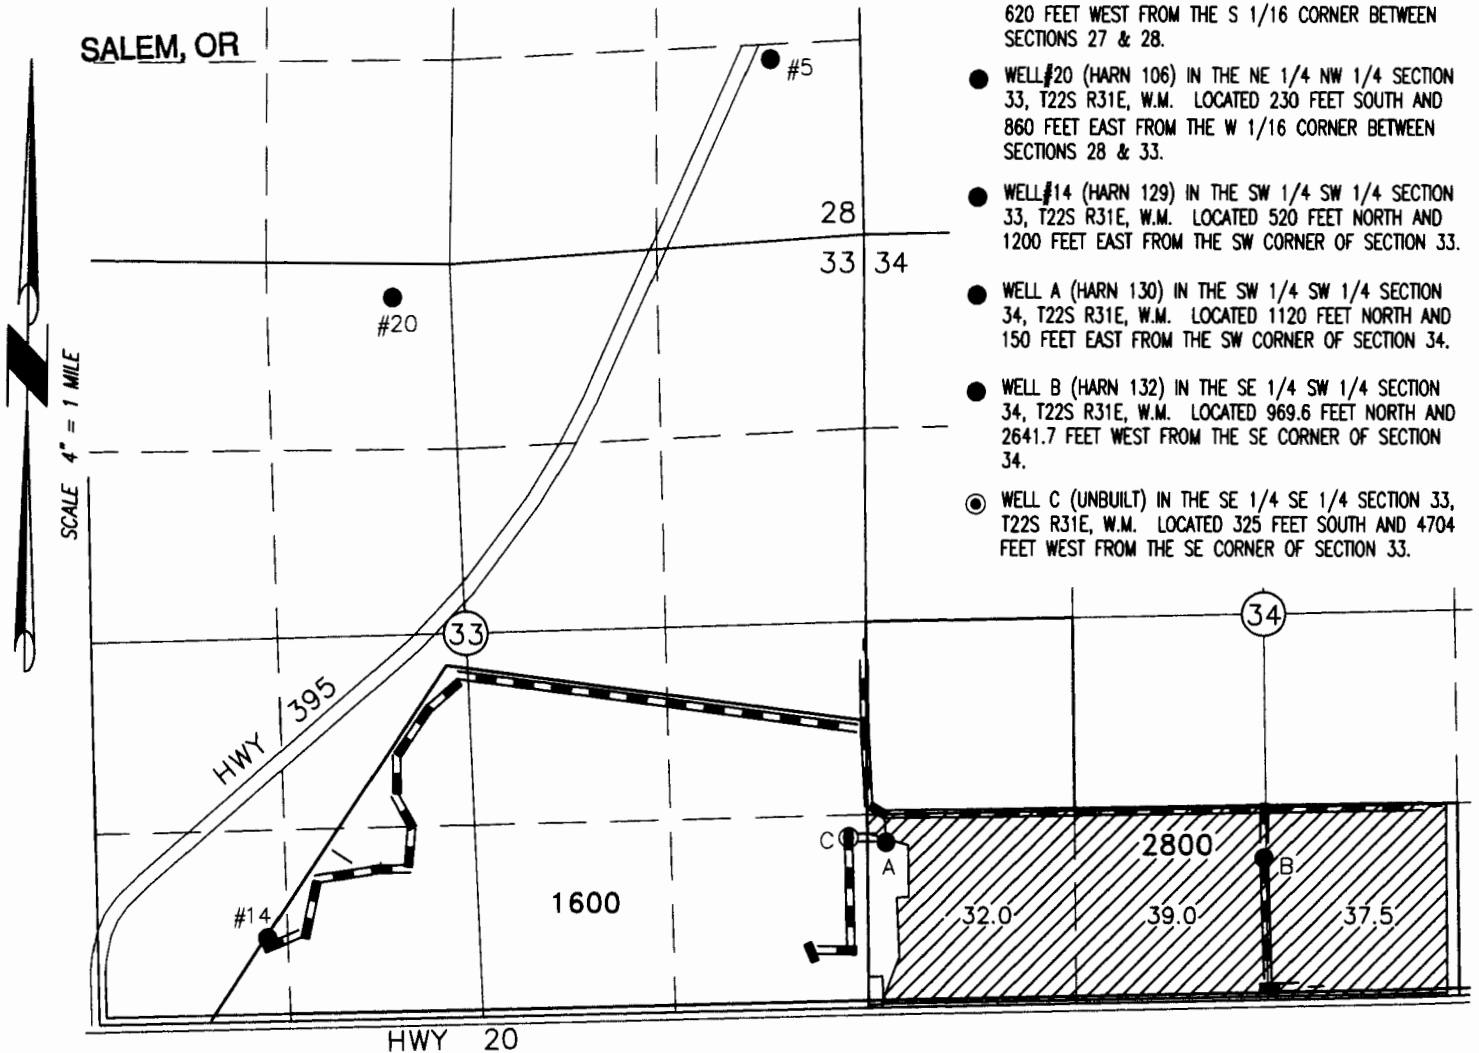 SALEM, OR
620 FEET WEST FROM THE S 1/16 CORNER BETWEEN
SECTIONS 27 & 28.
WELL#20 (HARN 106) IN THE NE 1/4 NW 1/4 SECTION
33, T22S R31E, W.M. LOCATED 230 FEET SOUTH AND
860 FEET EAST FROM THE W 1/16 CORNER BETWEEN
SECTIONS 28 & 33.
WELL#14 (HARN 129) IN THE SW 1/4 SW 1/4 SECTION
33, T22S R31E, W.M. LOCATED 520 FEET NORTH AND
1200 FEET EAST FROM THE SW CORNER OF SECTION 33.
WELL A (HARN 130) IN THE SW 1/4 SW 1/4 SECTION
34, T22S R31E, W.M. LOCATED 1120 FEET NORTH AND
150 FEET EAST FROM THE SW CORNER OF SECTION 34.
WELL B (HARN 132) IN THE SE 1/4 SW 1/4 SECTION
34, T22S R31E, W.M. LOCATED 969.6 FEET NORTH AND
2641.7 FEET WEST FROM THE SE CORNER OF SECTION
34.
WELL C (UNBUILT) IN THE SE 1/4 SE 1/4 SECTION 33,
T22S R31E, W.M. LOCATED 325 FEET SOUTH AND 4704
FEET WEST FROM THE SE CORNER OF SECTION 33.
#5
28
33 34
#20
SCALE 4" = 1 MILE
N
33
34
HWY 395
C
A
2800
B
#14
1600
32.0
39.0
37.5
HWY 20